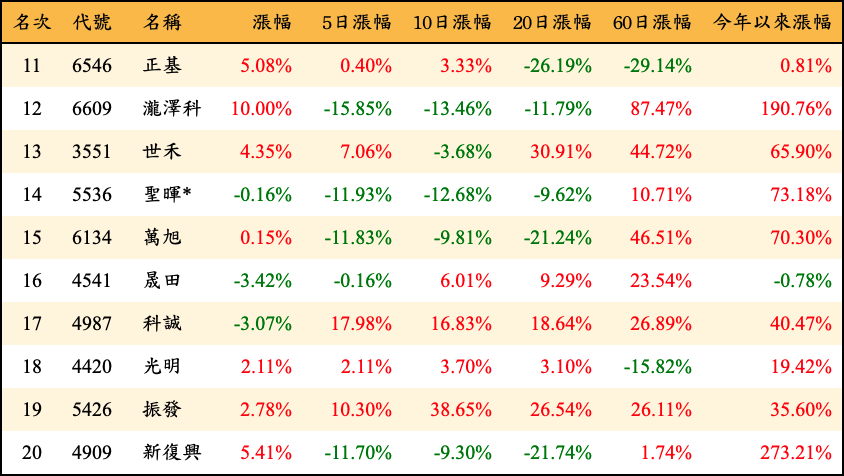 名次 代號 名稱 漲幅 5日漲幅 10日漲幅 20日漲幅 60日漲幅 今年以來漲幅
11 6546 正基 5.08% 0.40% 3.33% -26.19% -29.14% 0.81%
12 6609 瀧澤科 10.00% -15.85% -13.46% -11.79% 87.47% 190.76%
13 3551 世禾 4.35% 7.06% -3.68% 30.91% 44.72% 65.90%
14 5536 聖暉* -0.16% -11.93% -12.68% -9.62% 10.71% 73.18%
15 6134 萬旭 0.15% -11.83% -9.81% -21.24% 46.51% 70.30%
16 4541 晟田 -3.42% -0.16% 6.01% 9.29% 23.54% -0.78%
17 4987 科誠 -3.07% 17.98% 16.83% 18.64% 26.89% 40.47%
18 4420 光明 2.11% 2.11% 3.70% 3.10% -15.82% 19.42%
19 5426 振發 2.78% 10.30% 38.65% 26.54% 26.11% 35.60%
20 4909 新復興 5.41% -11.70% -9.30% -21.74% 1.74% 273.21%